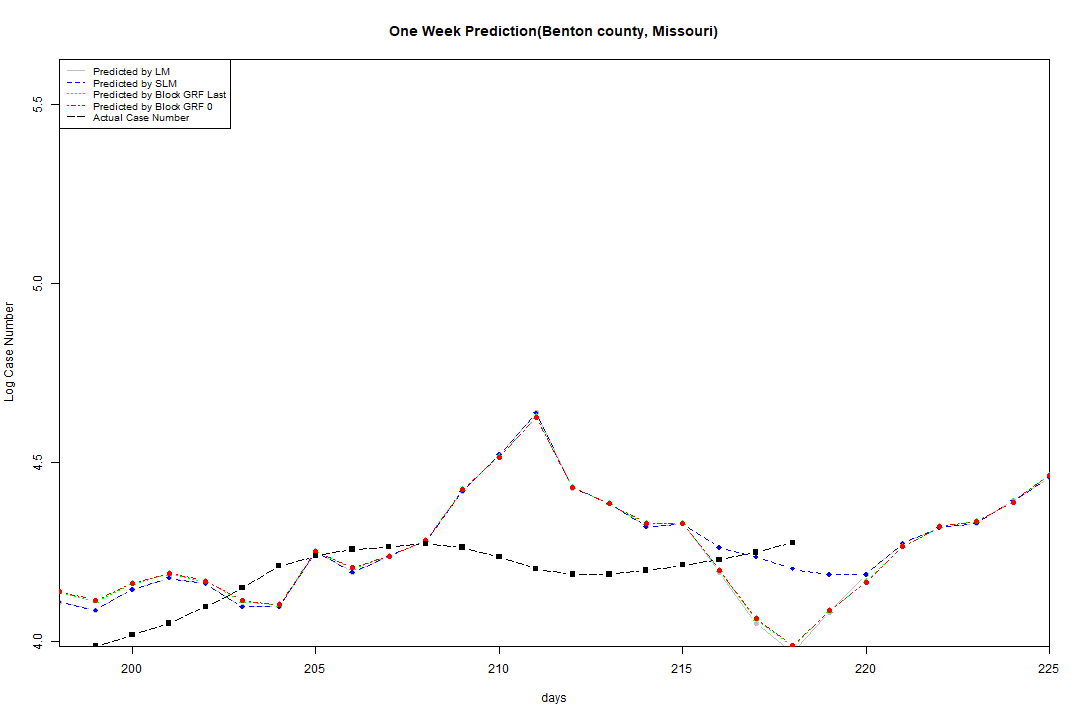 One Week Prediction(Benton county, Missouri)
Predicted by LM
Predicted by SLM
Predicted by Block GRF Last
Predicted by Block GRF 0
Actual Case Number
5.5
5.0
4.5
4.0
Log Case Number
200 205 210 215 220 225
days